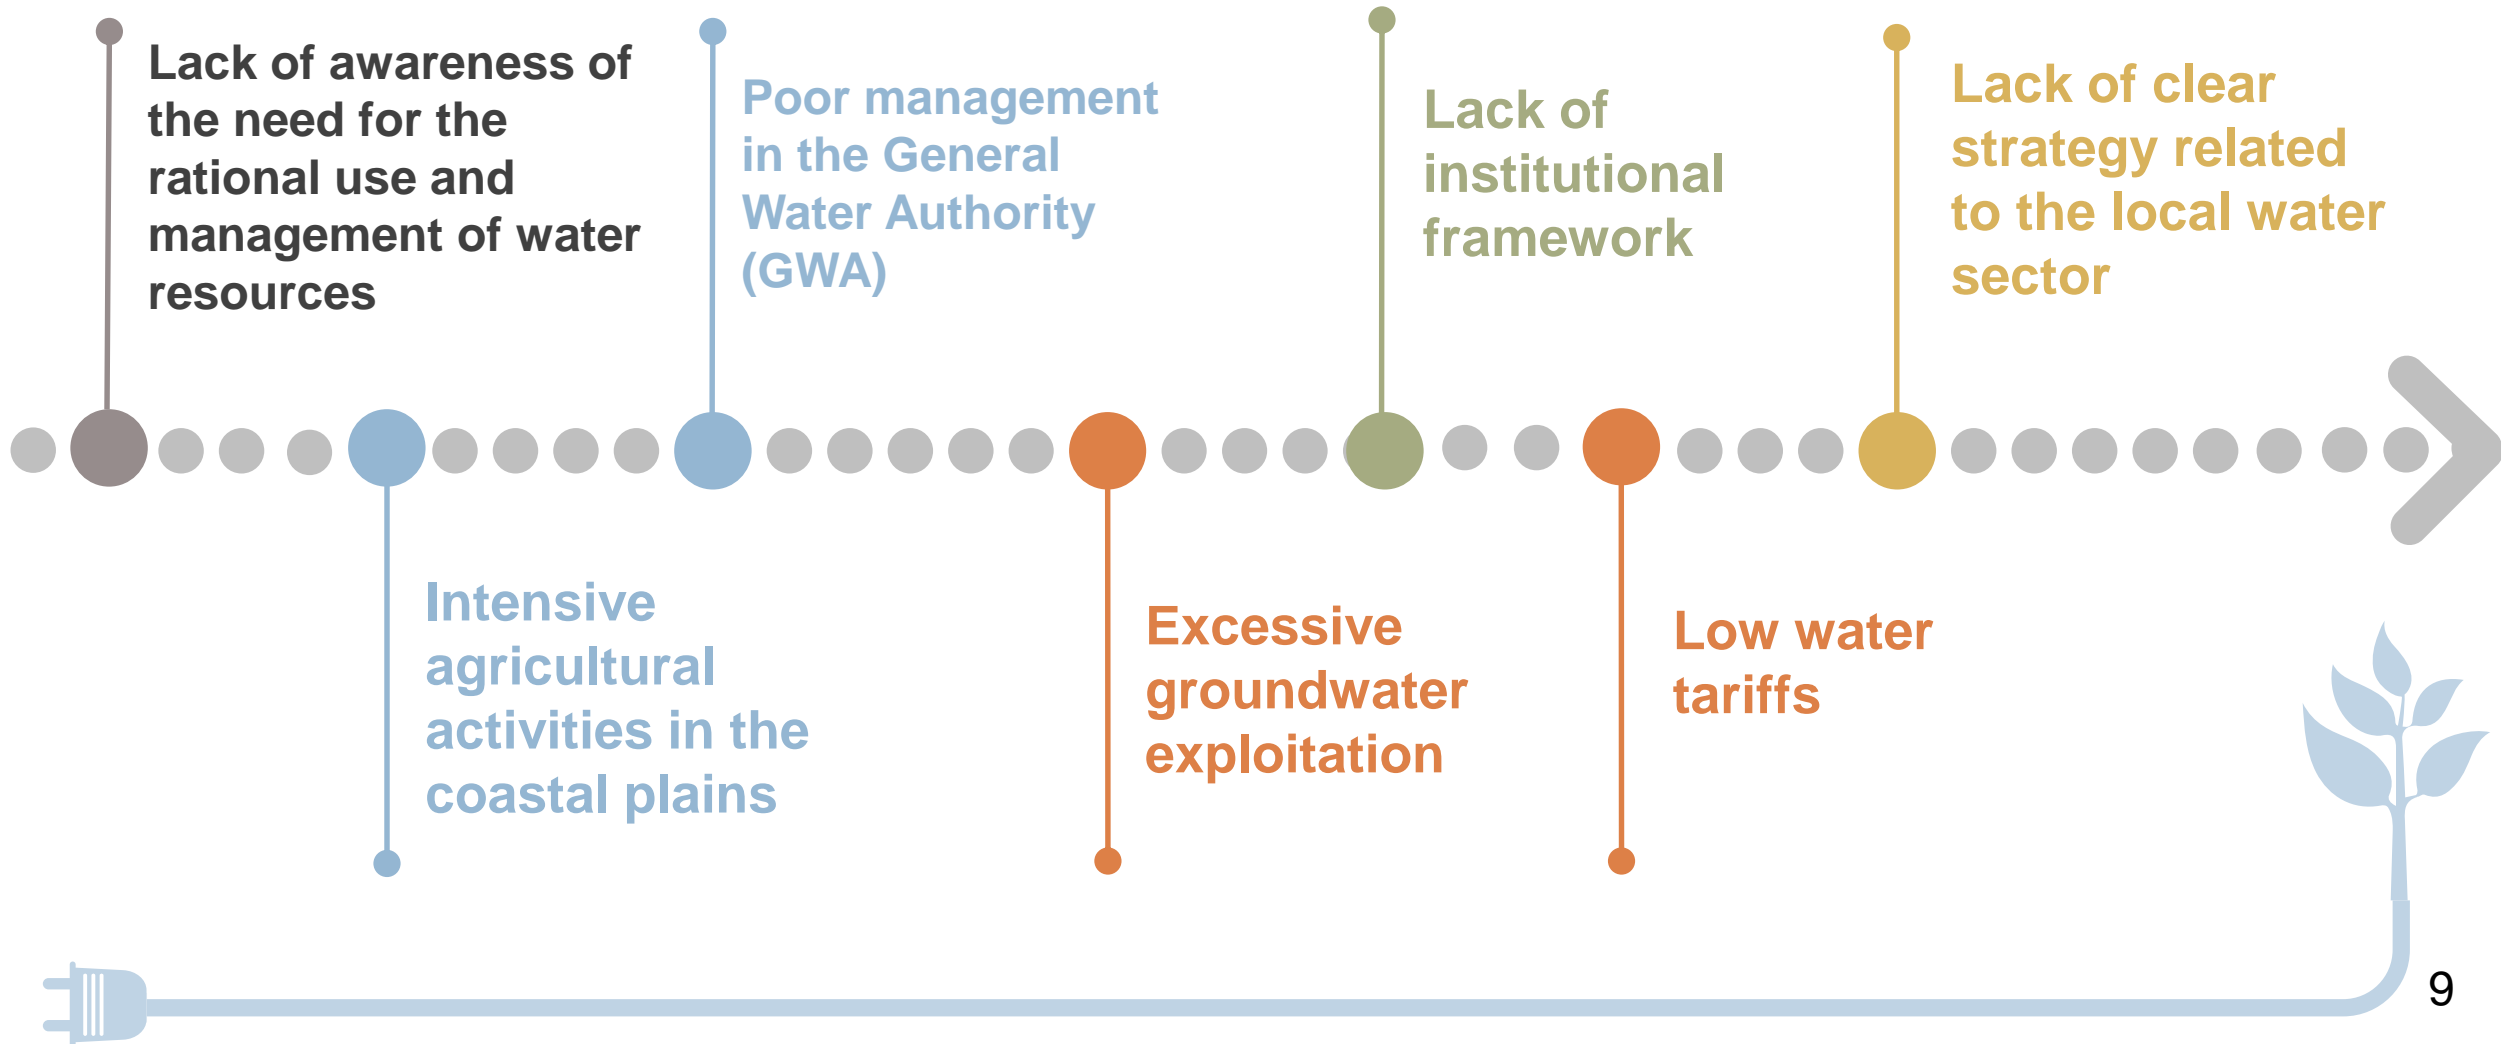 Lack of awareness of
the need for the
rational use and
management of water
resources
Poor management
in the General
Water Authority
(GWA)
Lack of
institutional
framework
Lack of clear
strategy related
to the local water
sector
Intensive
agricultural
activities in the
coastal plains
Excessive
groundwater
exploitation
Low water
tariffs
9